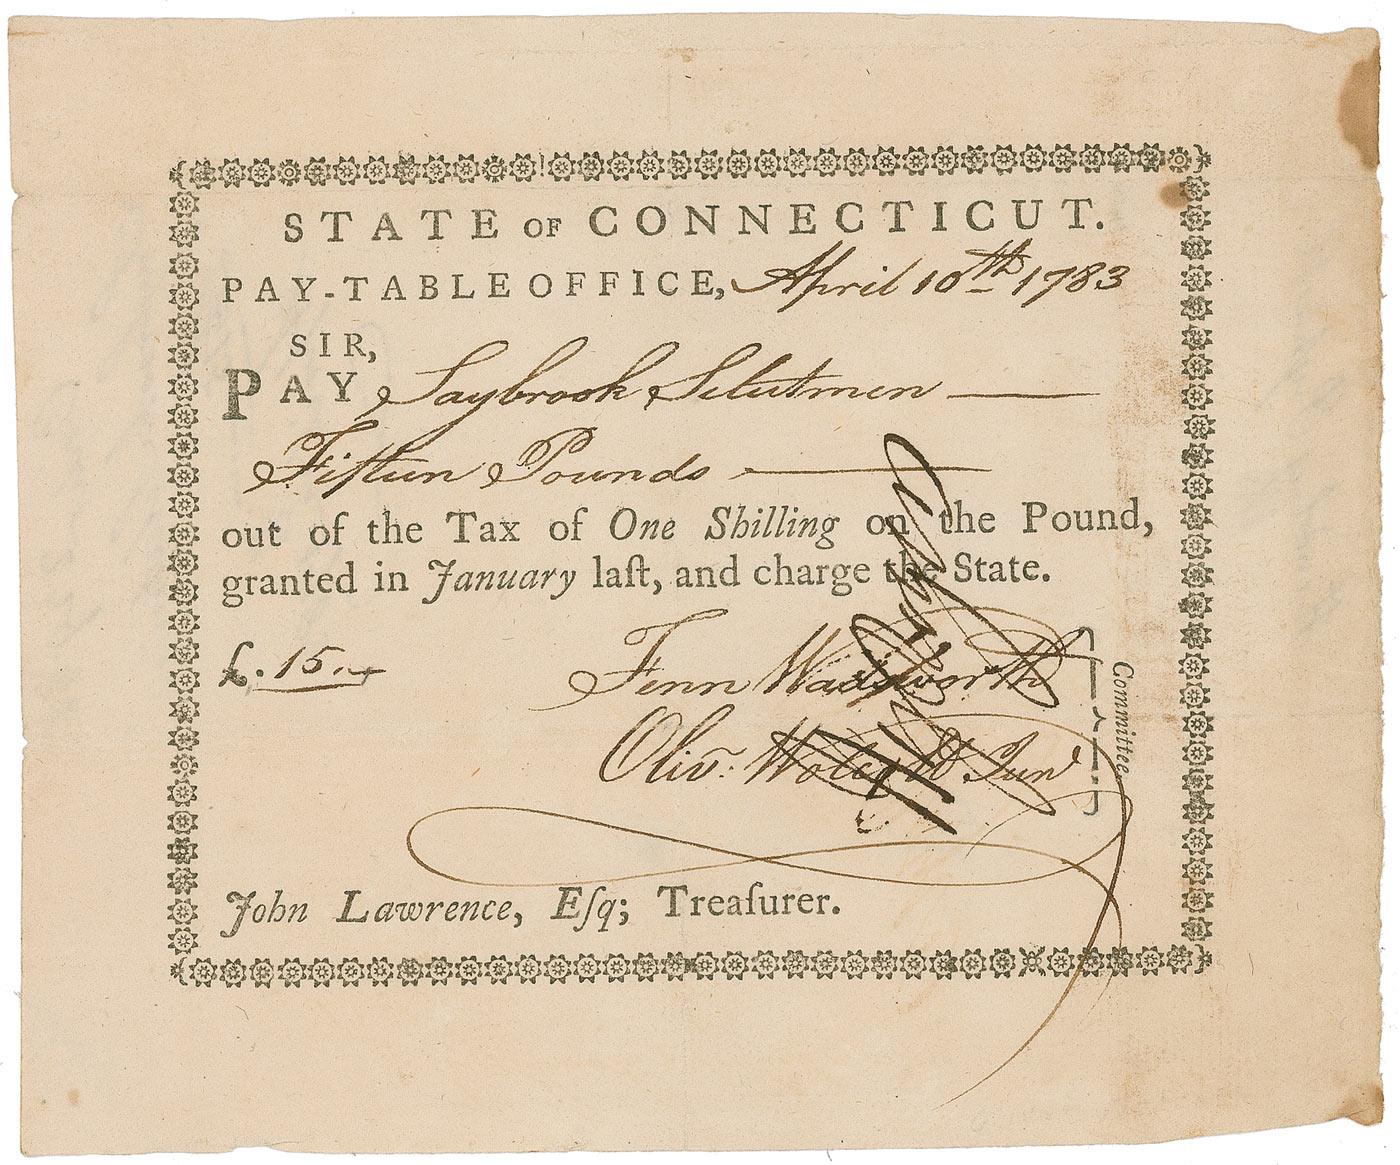 STATE OF CONNECTICUT.
PAY-TABLE OFFICE, April 10th 1783
SIR,
PAY Saybrook Selectmen
Fifteen Pounds
out of the Tax of One Shilling on the Pound,
granted in January laſt, and charge the State.
£. 15
Fenn Wadsworth
Olivr. Wolcott Junr
Committee.
John Lawrence, Eſq; Treaſurer.